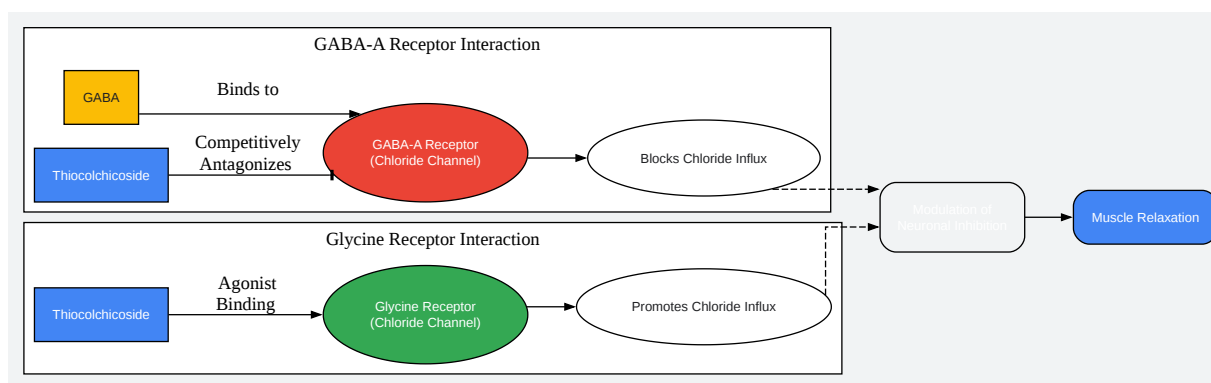 GABA-A Receptor Interaction
GABA
Binds to
Thiocolchicoside
Competitively
Antagonizes
GABA-A Receptor
(Chloride Channel)
Blocks Chloride Influx
Modulation of
Neuronal Inhibition
Muscle Relaxation
Glycine Receptor Interaction
Thiocolchicoside
Agonist
Binding
Glycine Receptor
(Chloride Channel)
Promotes Chloride Influx